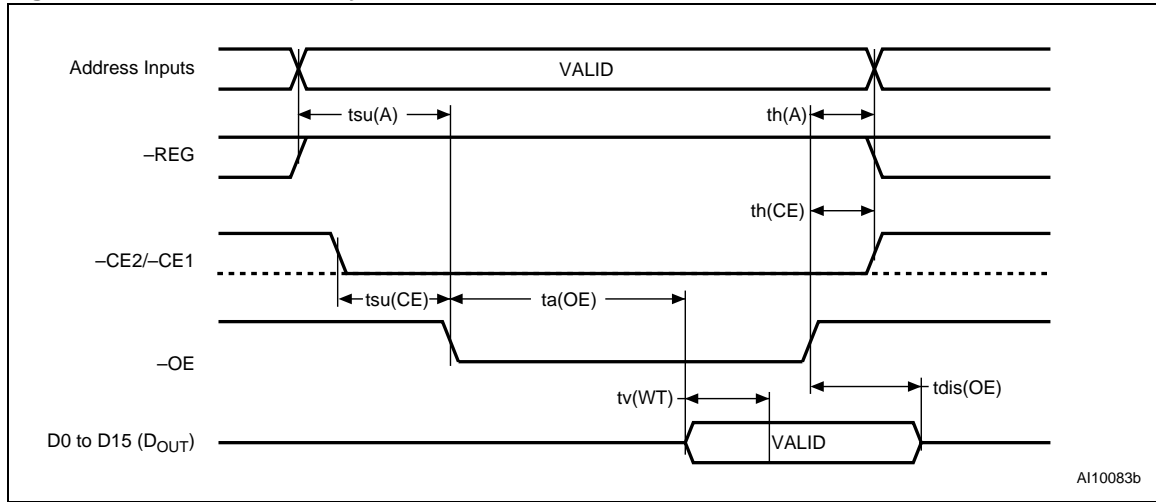 Address Inputs
VALID
tsu(A)
th(A)
–REG
th(CE)
–CE2/–CE1
tsu(CE)
ta(OE)
–OE
tv(WT)
tdis(OE)
D0 to D15 (DOUT)
VALID
AI10083b